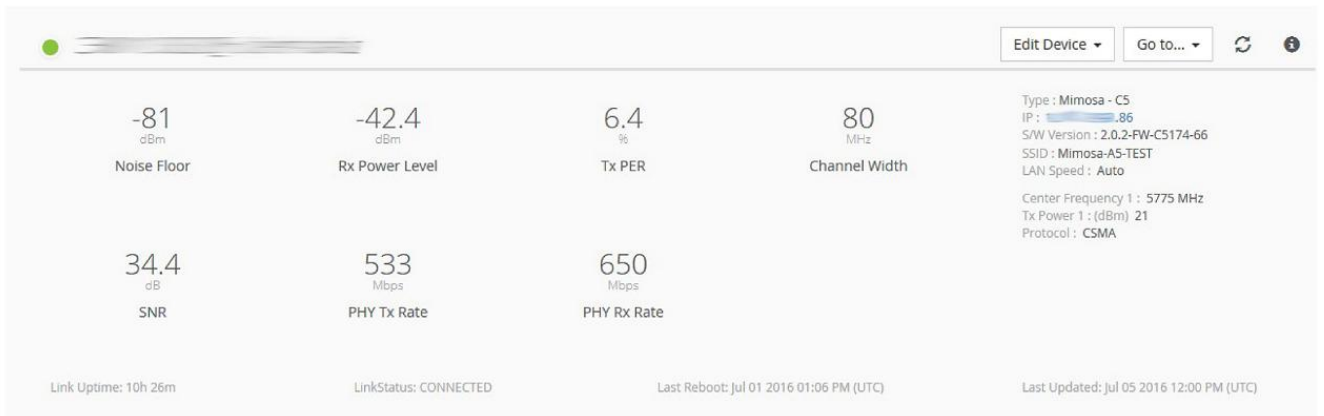 Edit Device Go to...
-81 -42.4 6.4 80
dBm dBm % MHz
Noise Floor Rx Power Level Tx PER Channel Width
34.4 533 650
dB Mbps Mbps
SNR PHY Tx Rate PHY Rx Rate
Type : Mimosa - C5
IP : .86
S/W Version : 2.0.2-FW-C5174-66
SSID : Mimosa-A5-TEST
LAN Speed : Auto
Center Frequency 1 : 5775 MHz
Tx Power 1 : (dBm) 21
Protocol : CSMA
Link Uptime: 10h 26m LinkStatus: CONNECTED Last Reboot: Jul 01 2016 01:06 PM (UTC) Last Updated: Jul 05 2016 12:00 PM (UTC)